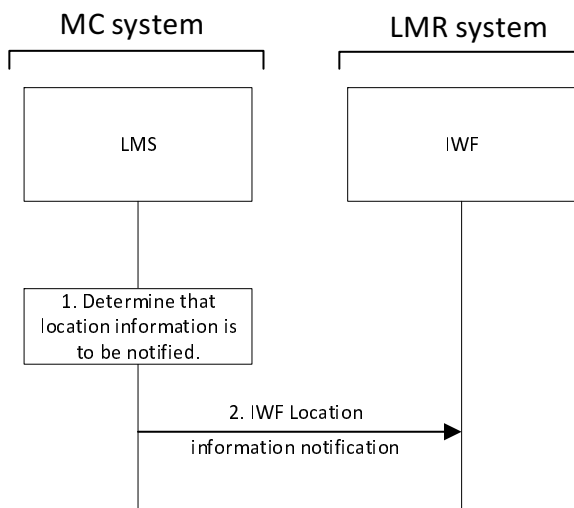 MC system
LMR system
LMS
IWF
1. Determine that
location information is
to be notified.
2. IWF Location
information notification